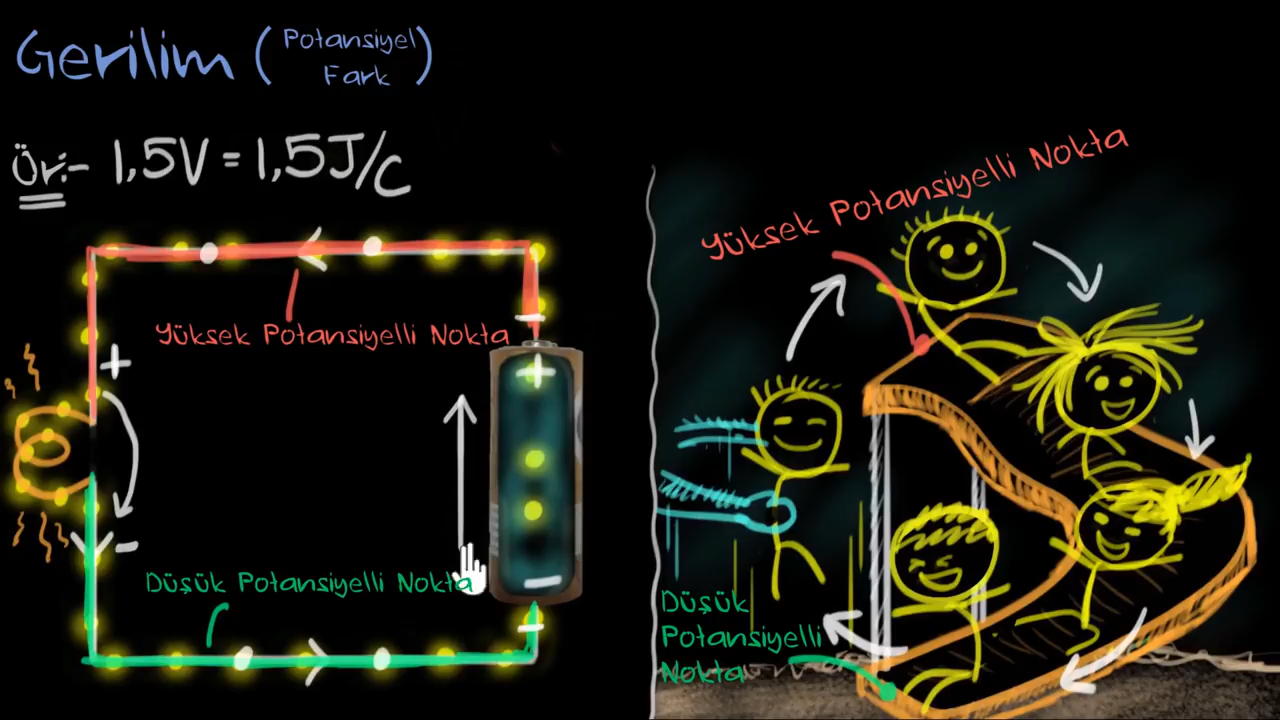 Gerilim (Potansiyel
Fark)
Ör:- 1,5V = 1,5J/C
Yüksek Potansiyelli Nokta
+
-
+
-
Düşük Potansiyelli Nokta
Yüksek Potansiyelli Nokta
Düşük
Potansiyelli
Nokta